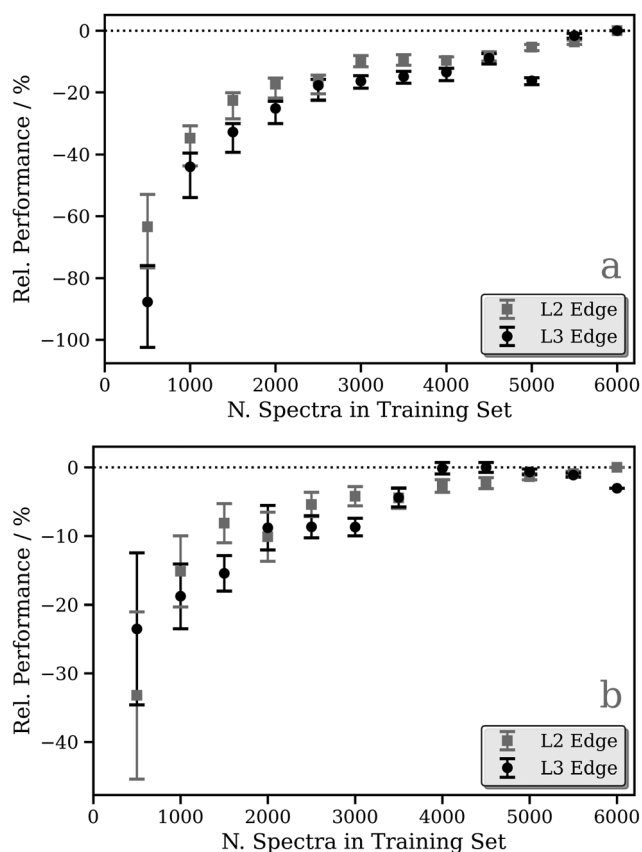 0
−20
−40
−60
−80
−100
Rel. Performance / %
a
L2 Edge
L3 Edge
0 1000 2000 3000 4000 5000 6000
N. Spectra in Training Set
0
−10
−20
−30
−40
Rel. Performance / %
b
L2 Edge
L3 Edge
0 1000 2000 3000 4000 5000 6000
N. Spectra in Training Set